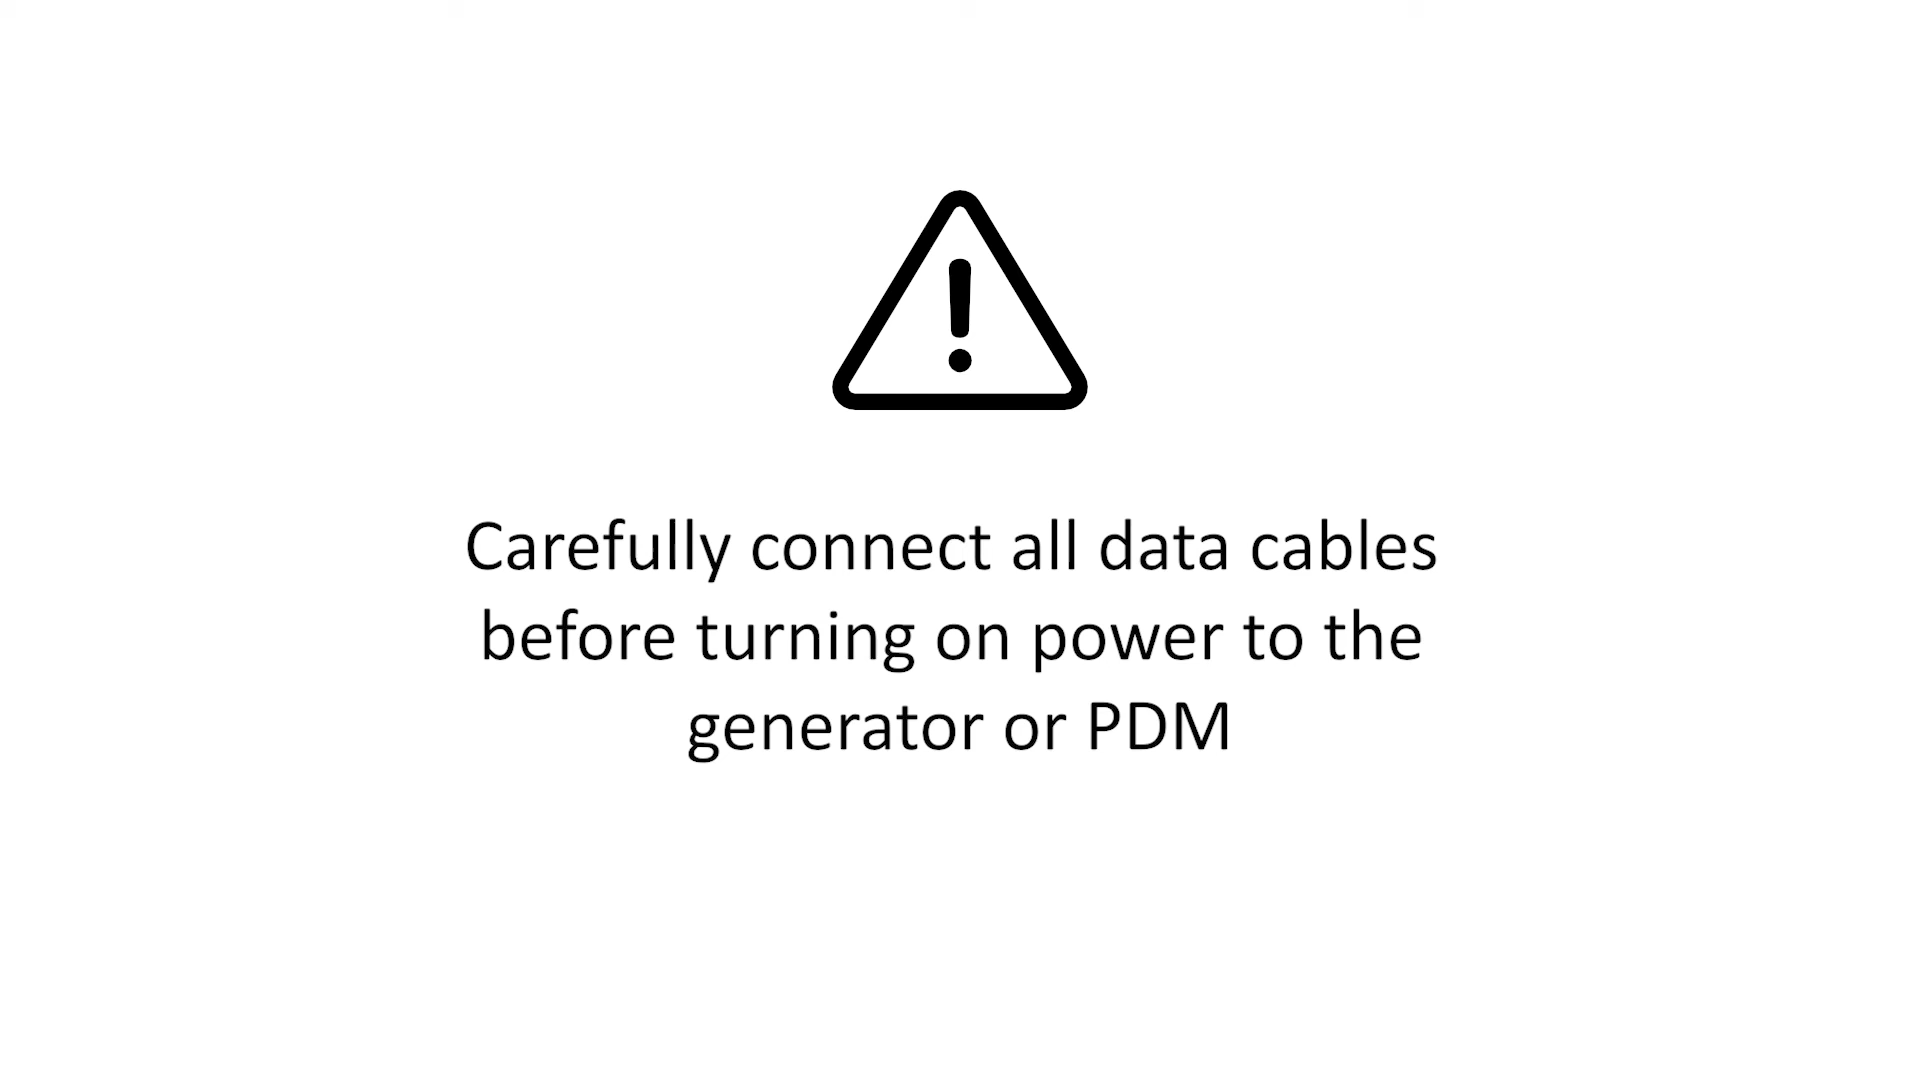 Carefully connect all data cables
before turning on power to the
generator or PDM